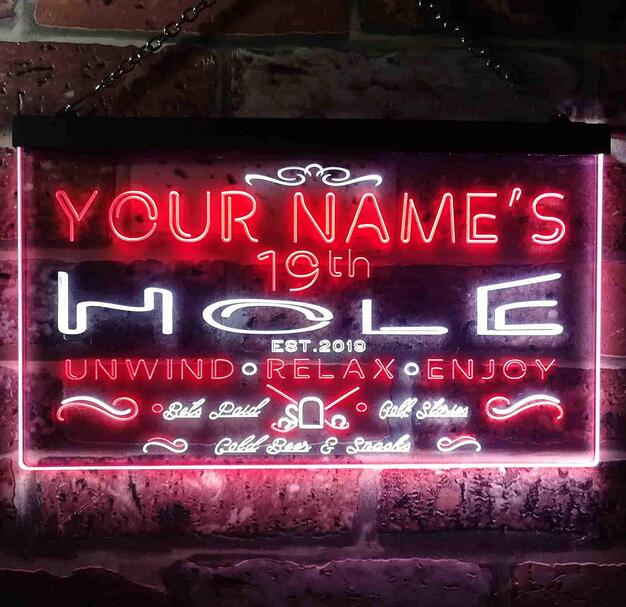 YOUR NAME'S
19th
HOLE
EST.2019
UNWIND RELAX ENJOY
Bets Paid Golf Stories
Cold Beer & Snacks